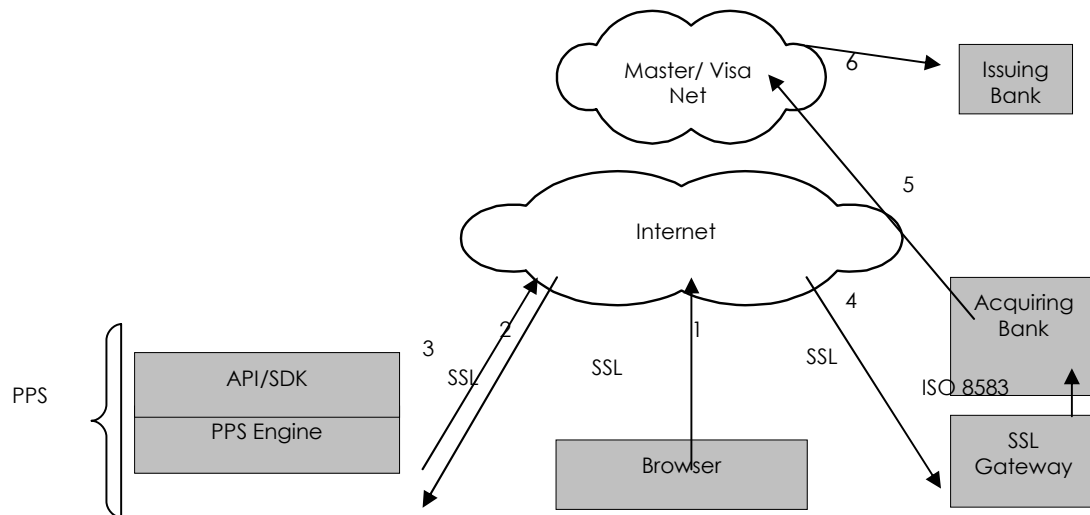 Master/ Visa
Net
6
Issuing
Bank
5
Internet
Acquiring
Bank
4
3
2
1
SSL
SSL
SSL
API/SDK
PPS
PPS Engine
ISO 8583
Browser
SSL
Gateway